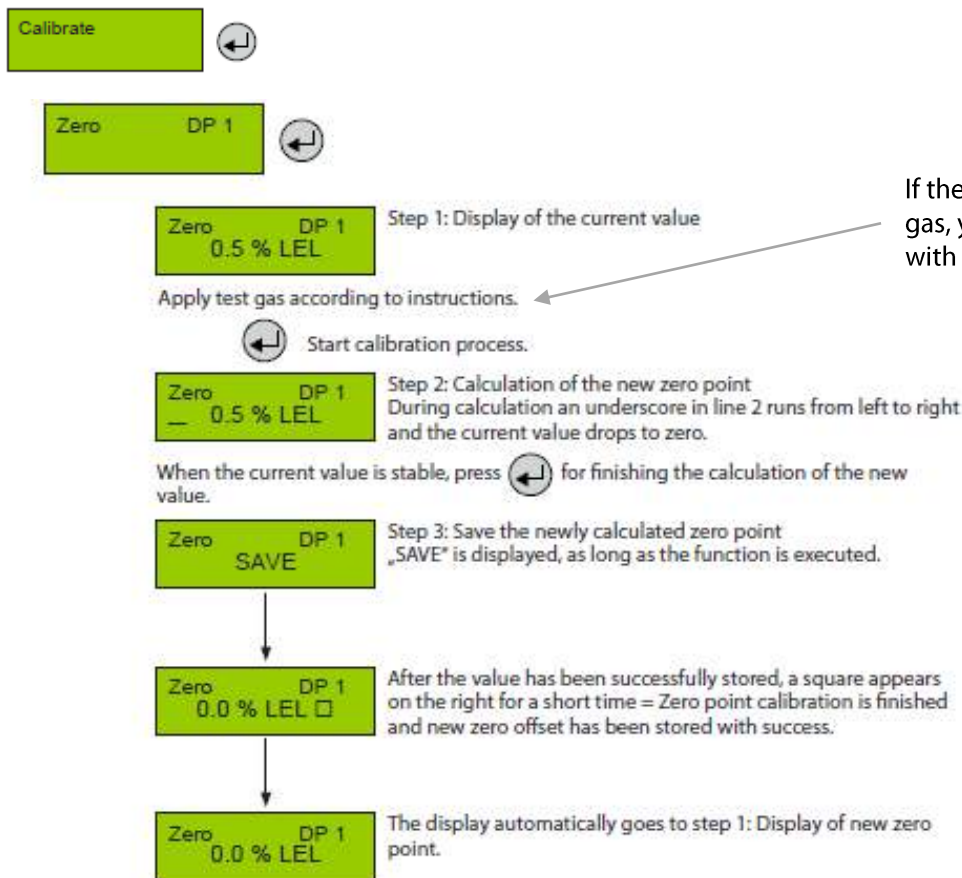 Calibrate
Zero DP 1
Zero DP 1
0.5 % LEL
Step 1: Display of the current value
If the
gas,
with
Apply test gas according to instructions.
Start calibration process.
Zero DP 1
_ 0.5 % LEL
Step 2: Calculation of the new zero point
During calculation an underscore in line 2 runs from left to right
and the current value drops to zero.
When the current value is stable, press for finishing the calculation of the new
value.
Zero DP 1
SAVE
Step 3: Save the newly calculated zero point
„SAVE" is displayed, as long as the function is executed.
Zero DP 1
0.0 % LEL □
After the value has been successfully stored, a square appears
on the right for a short time = Zero point calibration is finished
and new zero offset has been stored with success.
Zero DP 1
0.0 % LEL
The display automatically goes to step 1: Display of new zero
point.